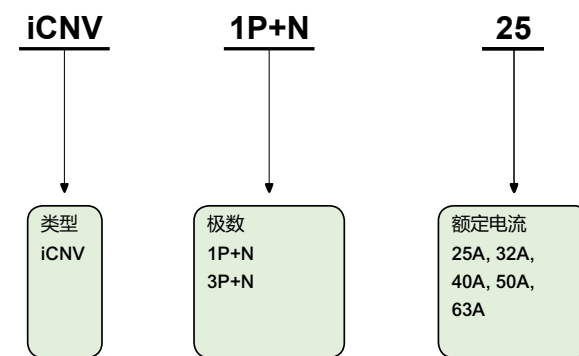 iCNV 1P+N 25
类型
iCNV
极数
1P+N
3P+N
额定电流
25A, 32A,
40A, 50A,
63A